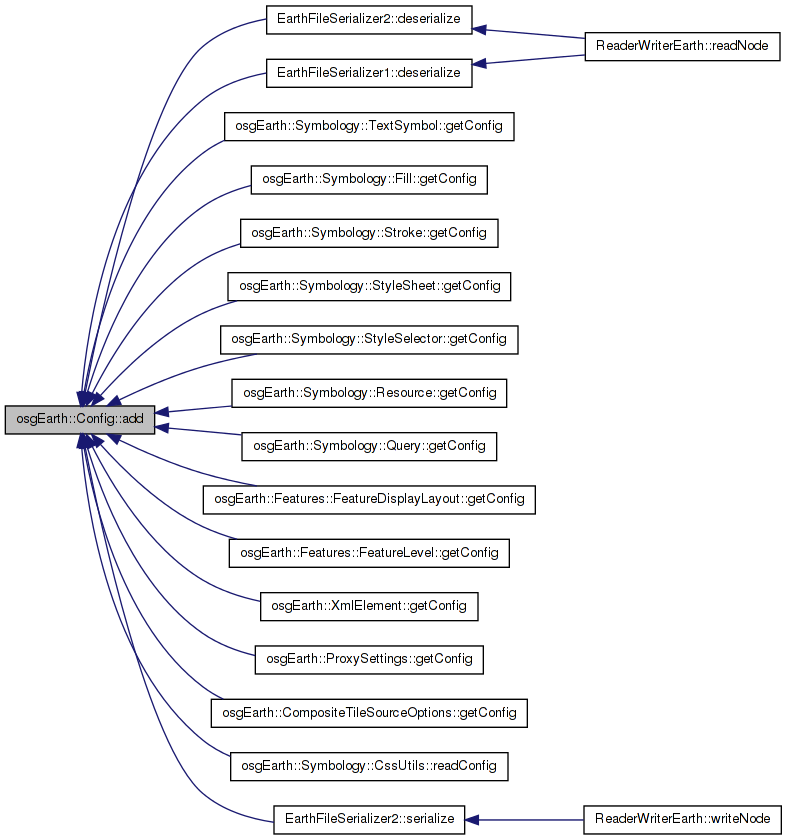 EarthFileSerializer2::deserialize
ReaderWriterEarth::readNode
EarthFileSerializer1::deserialize
osgEarth::Symbology::TextSymbol::getConfig
osgEarth::Symbology::Fill::getConfig
osgEarth::Symbology::Stroke::getConfig
osgEarth::Symbology::StyleSheet::getConfig
osgEarth::Symbology::StyleSelector::getConfig
osgEarth::Symbology::Resource::getConfig
osgEarth::Config::add
osgEarth::Symbology::Query::getConfig
osgEarth::Features::FeatureDisplayLayout::getConfig
osgEarth::Features::FeatureLevel::getConfig
osgEarth::XmlElement::getConfig
osgEarth::ProxySettings::getConfig
osgEarth::CompositeTileSourceOptions::getConfig
osgEarth::Symbology::CssUtils::readConfig
EarthFileSerializer2::serialize
ReaderWriterEarth::writeNode